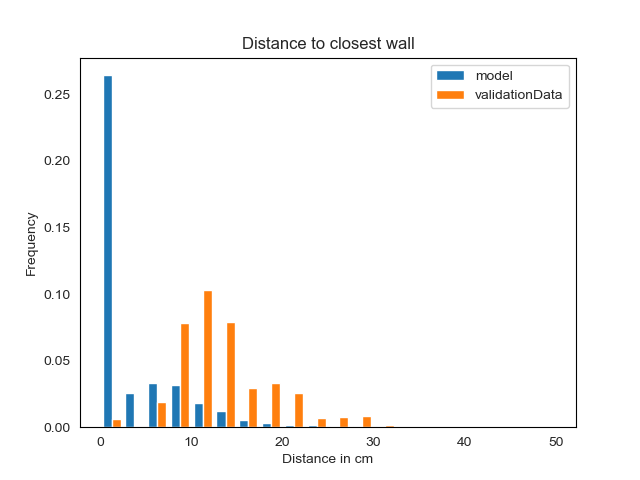 Distance to closest wall
model
validationData
Frequency
0.25
0.20
0.15
0.10
0.05
0.00
0 10 20 30 40 50
Distance in cm